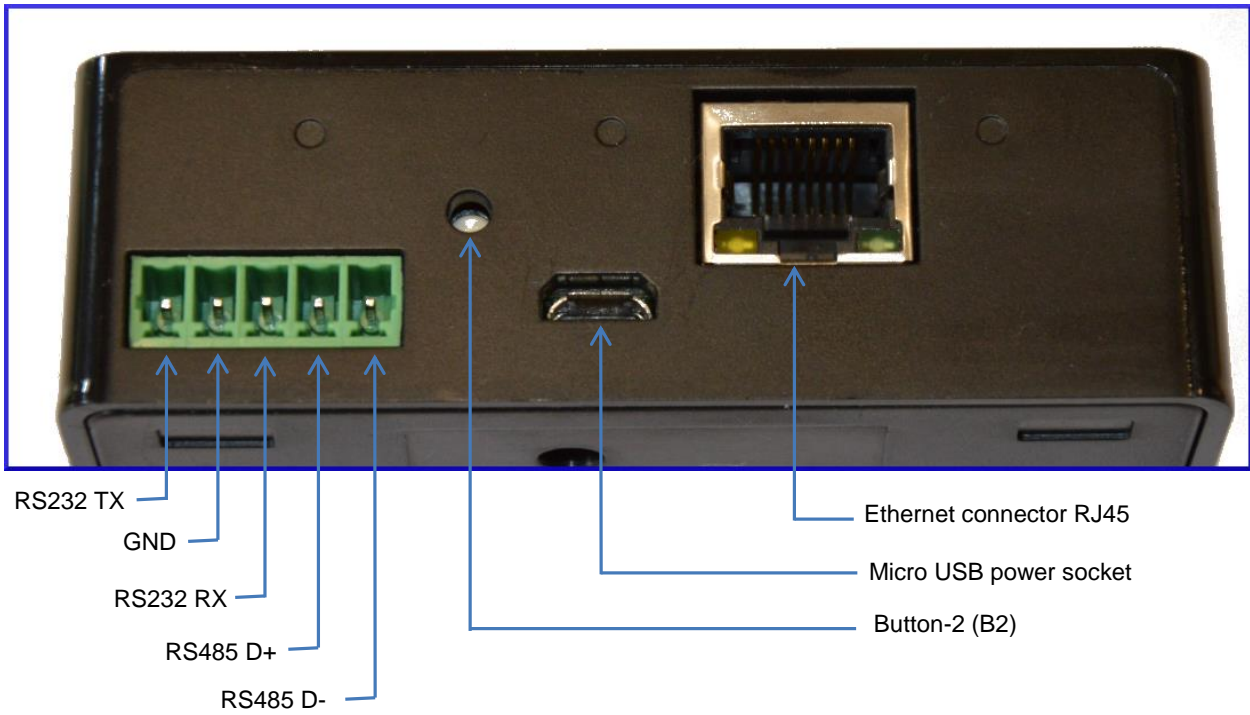 RS232 TX
GND
RS232 RX
RS485 D+
RS485 D-
Ethernet connector RJ45
Micro USB power socket
Button-2 (B2)